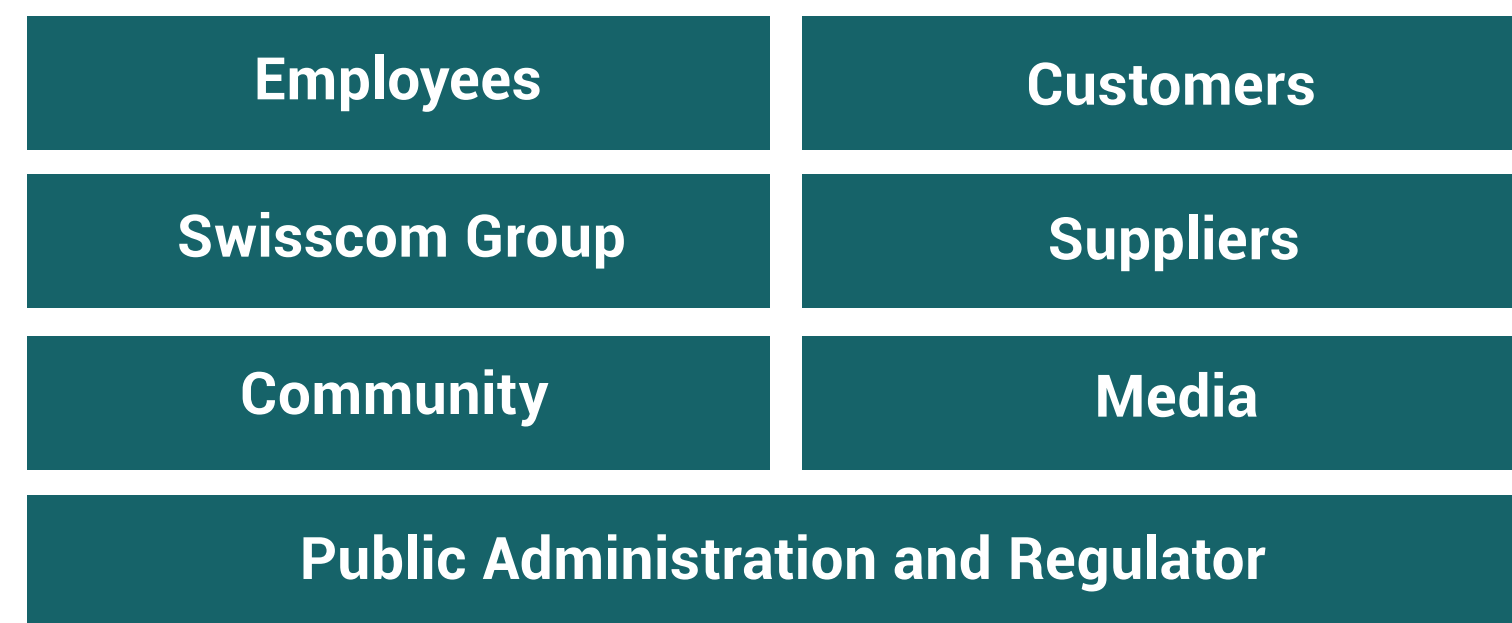 Employees
Customers
Swisscom Group
Suppliers
Community
Media
Public Administration and Regulator